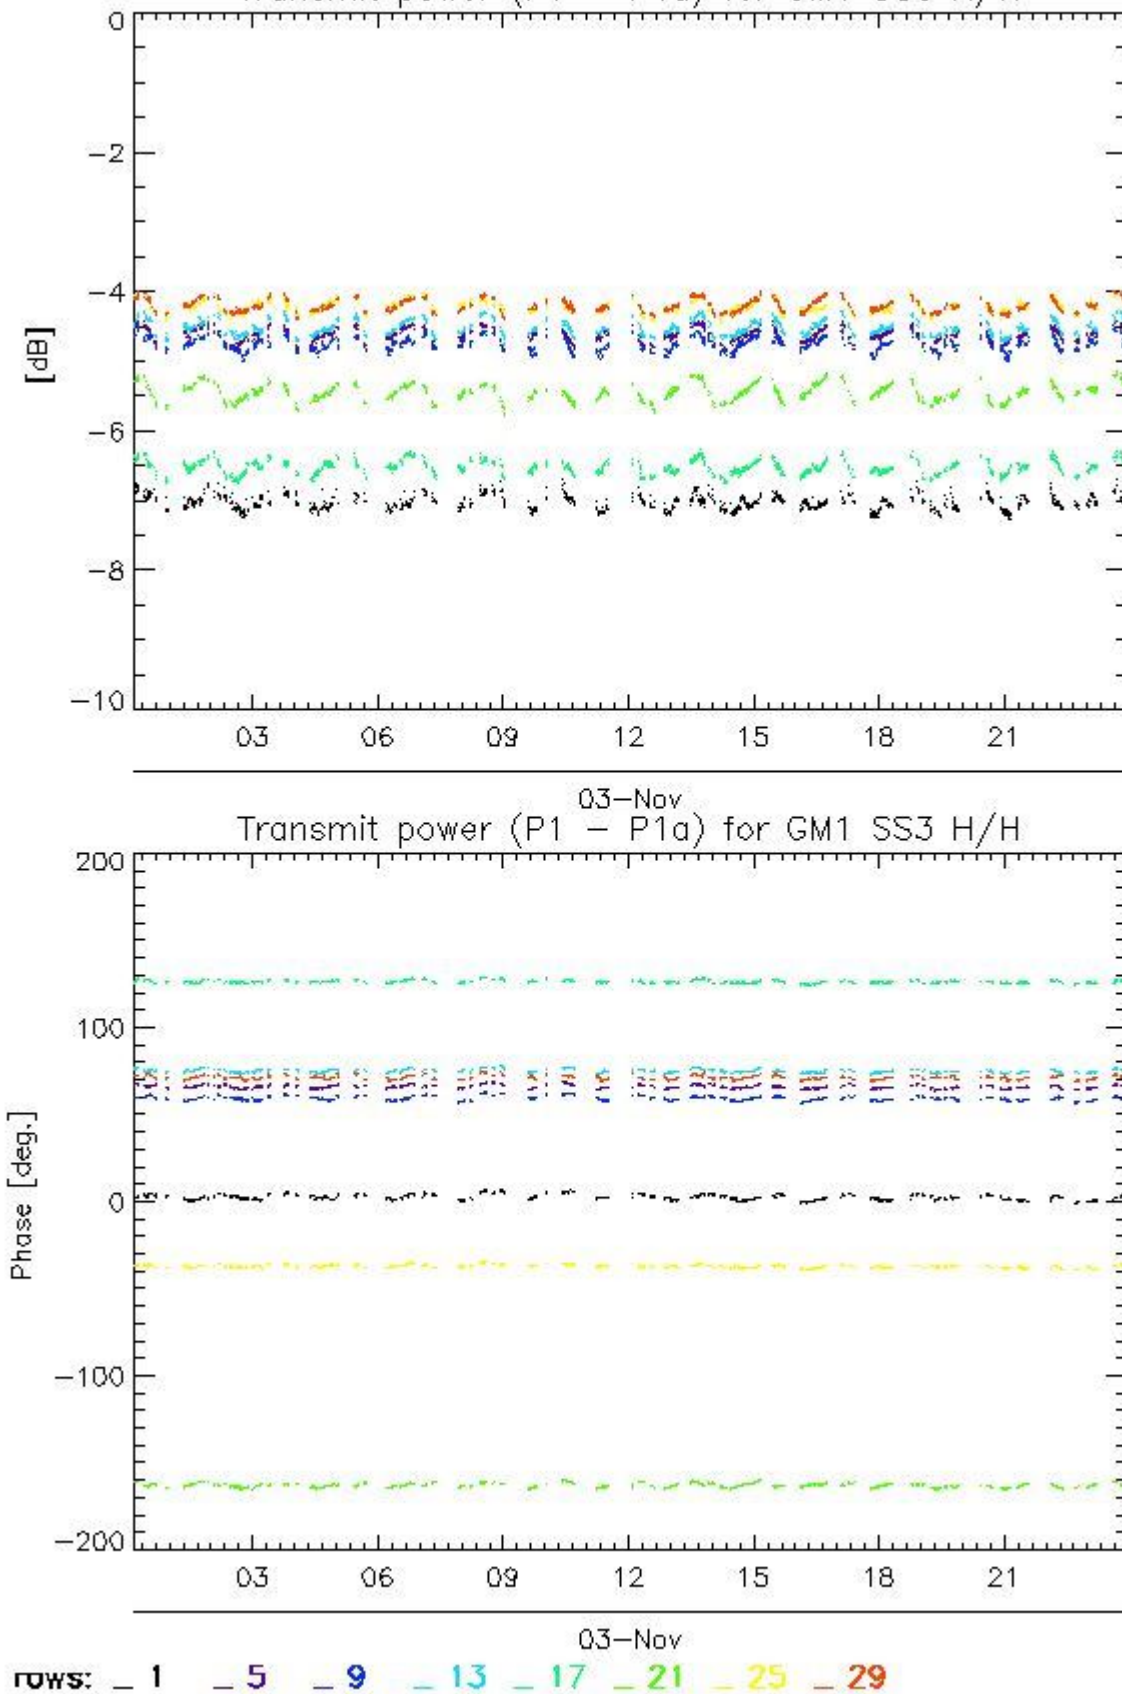 0
−2
−4
[dB]
−6
−8
−10
03 06 09 12 15 18 21
03−Nov
Transmit power (P1 − P1a) for GM1 SS3 H/H
200
100
Phase [deg.]
0
−100
−200
03 06 09 12 15 18 21
03−Nov
rows: _ 1 _ 5 _ 9 _ 13 _ 17 _ 21 _ 25 _ 29